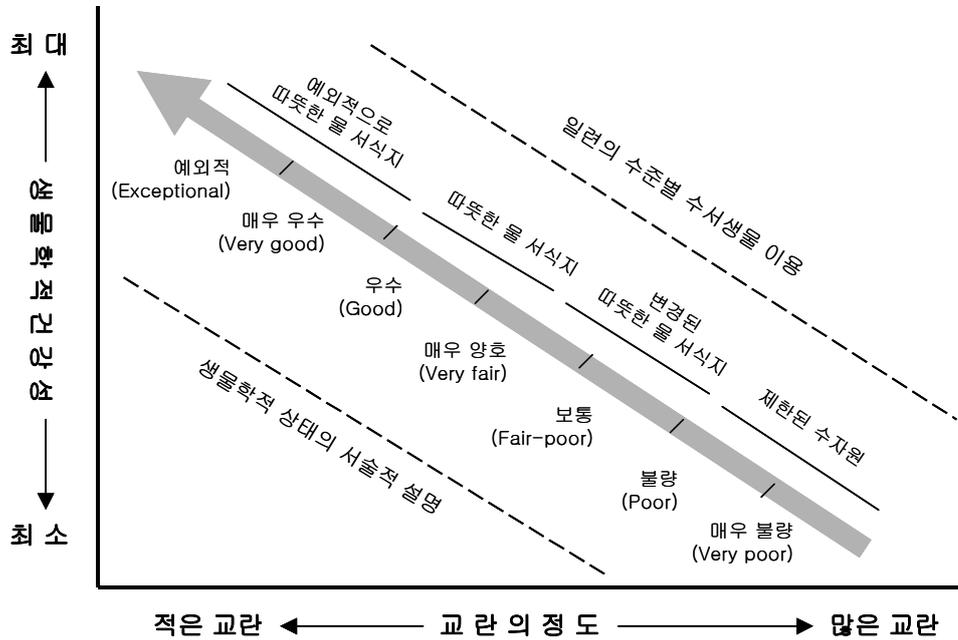 최 대
생물학적건강성
최 소
예외적으로
따뜻한 물 서식지
따뜻한 물 서식지
변경된
따뜻한 물 서식지
제한된 수자원
일련의 수준별 수서생물 이용
예외적
(Exceptional)
매우 우수
(Very good)
우수
(Good)
매우 양호
(Very fair)
보통
(Fair-poor)
불량
(Poor)
매우 불량
(Very poor)
생물학적 상태의 서술적 설명
적은 교란
교 란 의 정 도
많은 교란